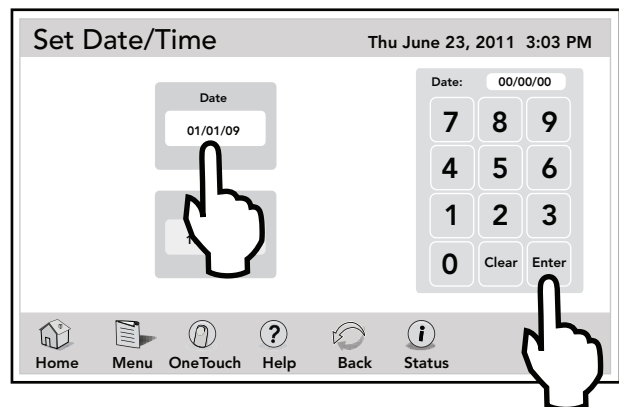 Set Date/Time
Thu June 23, 2011 3:03 PM
Date
01/01/09
Date: 00/00/00
7 8 9
4 5 6
1 2 3
0 Clear Enter
Home Menu OneTouch Help Back Status